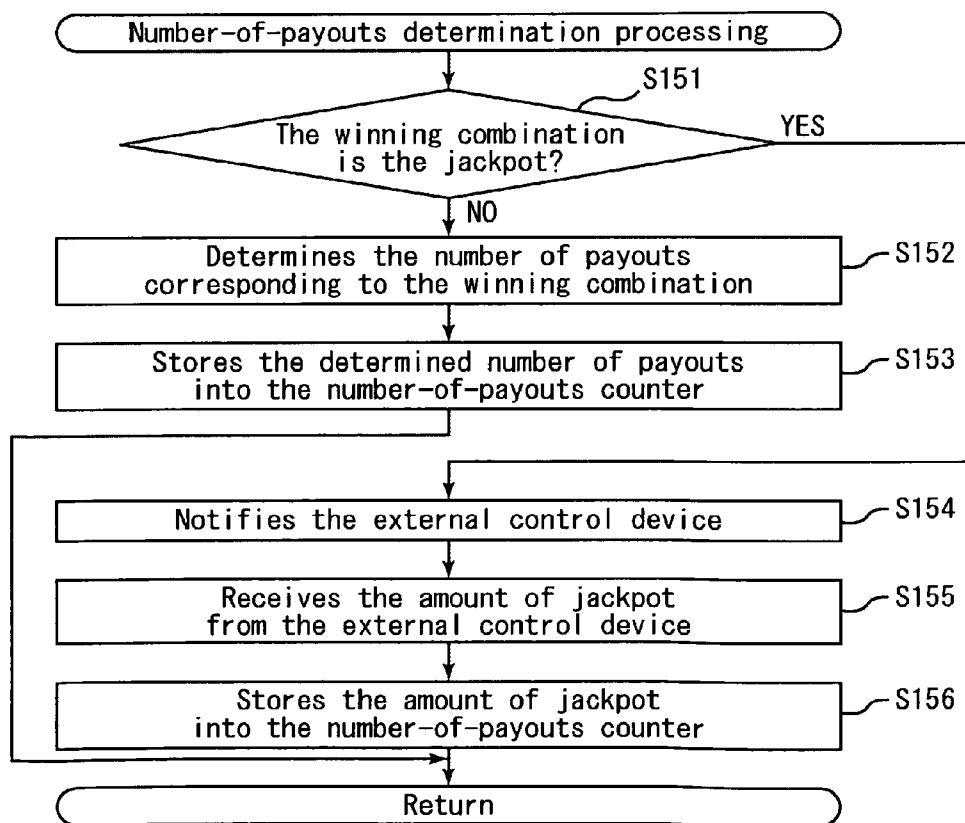 Number-of-payouts determination processing
S151
The winning combination
is the jackpot?
YES
NO
Determines the number of payouts
corresponding to the winning combination
S152
Stores the determined number of payouts
into the number-of-payouts counter
S153
Notifies the external control device
S154
Receives the amount of jackpot
from the external control device
S155
Stores the amount of jackpot
into the number-of-payouts counter
S156
Return